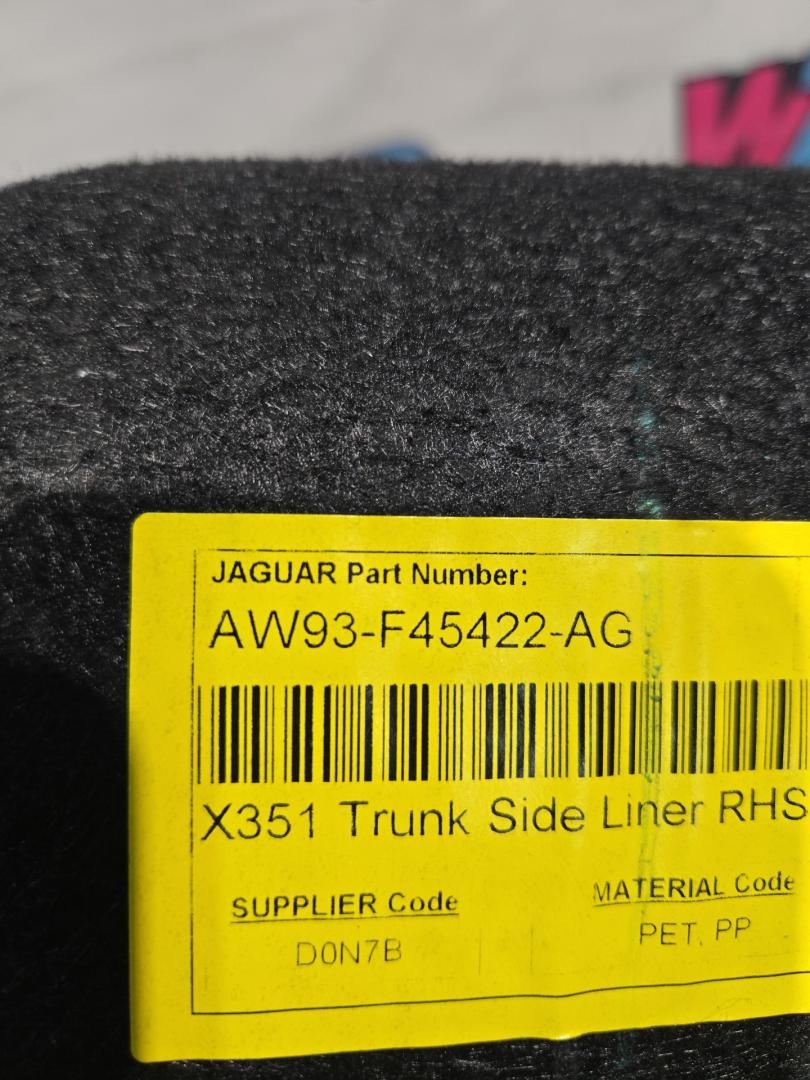 W
JAGUAR Part Number:
AW93-F45422-AG
X351 Trunk Side Liner RHS
SUPPLIER Code
MATERIAL Code
D0N7B
PET, PP